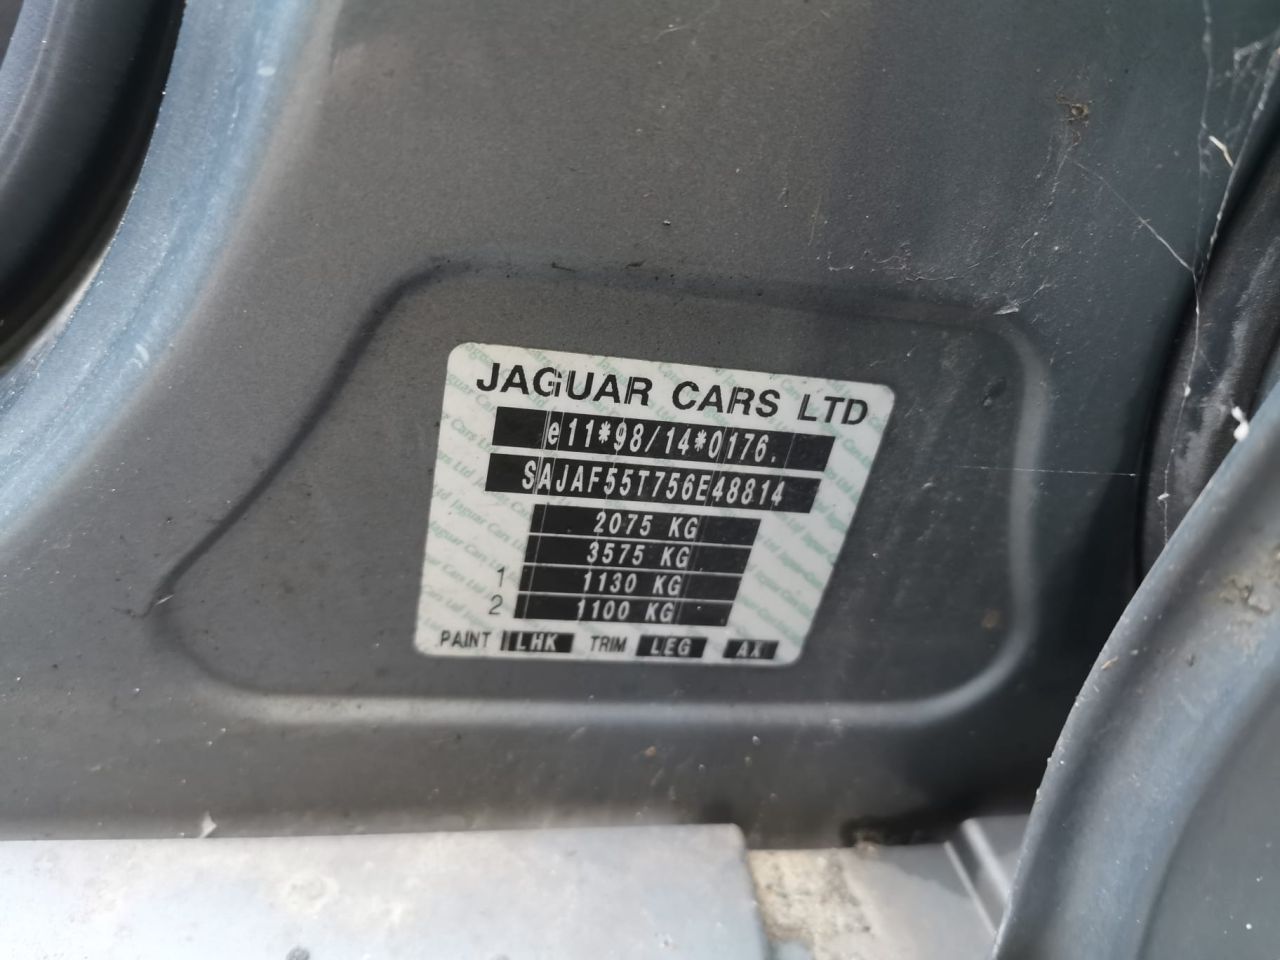 JAGUAR CARS LTD
e11*98/14*0176.
SAJAF55T756E48814
2075 KG
3575 KG
1 1130 KG
2 1100 KG
PAINT LHK TRIM LEG AX